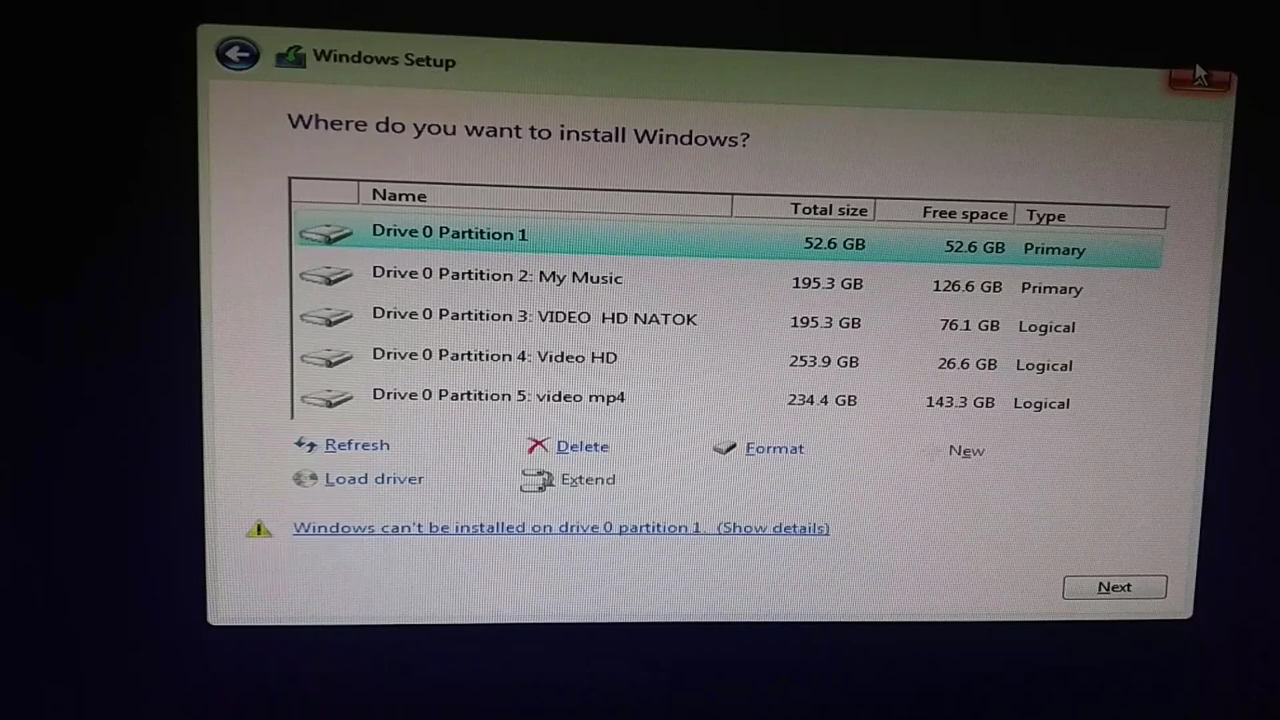 Windows Setup
Where do you want to install Windows?
Name Total size Free space Type
Drive 0 Partition 1 52.6 GB 52.6 GB Primary
Drive 0 Partition 2: My Music 195.3 GB 126.6 GB Primary
Drive 0 Partition 3: VIDEO HD NATOK 195.3 GB 76.1 GB Logical
Drive 0 Partition 4: Video HD 253.9 GB 26.6 GB Logical
Drive 0 Partition 5: video mp4 234.4 GB 143.3 GB Logical
Refresh Delete Format New
Load driver Extend
Windows can't be installed on drive 0 partition 1. (Show details)
Next